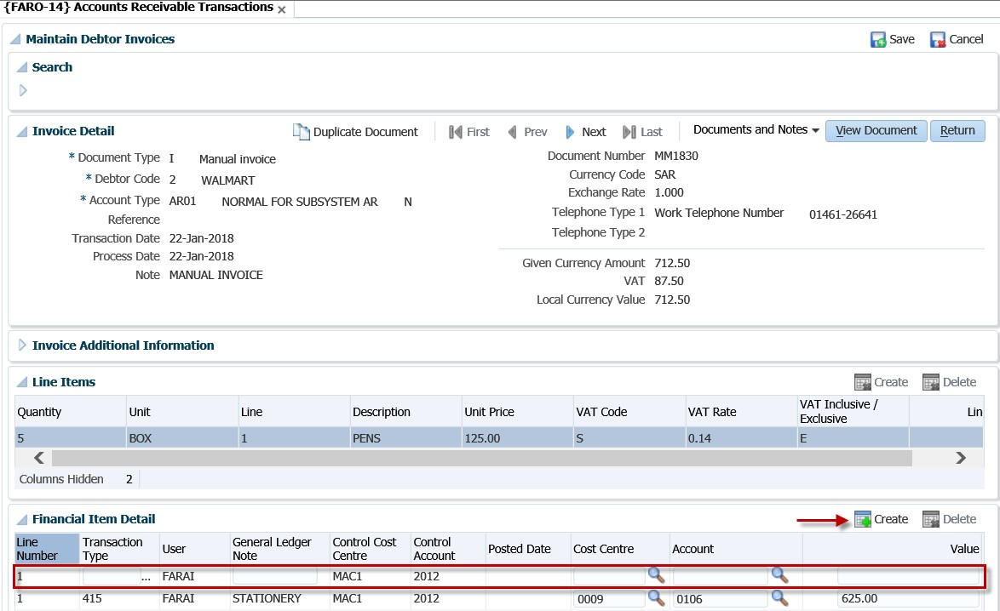 {FARO-14} Accounts Receivable Transactions
Maintain Debtor Invoices Save Cancel
Search
Invoice Detail Duplicate Document First Prev Next Last Documents and Notes View Document Return
* Document Type I Manual invoice
* Debtor Code 2 WALMART
* Account Type AR01 NORMAL FOR SUBSYSTEM AR N
Reference
Transaction Date 22-Jan-2018
Process Date 22-Jan-2018
Note MANUAL INVOICE
Document Number MM1830
Currency Code SAR
Exchange Rate 1.000
Telephone Type 1 Work Telephone Number 01461-26641
Telephone Type 2
Given Currency Amount 712.50
VAT 87.50
Local Currency Value 712.50
Invoice Additional Information
Line Items Create Delete
Quantity Unit Line Description Unit Price VAT Code VAT Rate VAT Inclusive / Exclusive Lin
5 BOX 1 PENS 125.00 S 0.14 E
Columns Hidden 2
Financial Item Detail Create Delete
Line Number Transaction Type User General Ledger Note Control Cost Centre Control Account Posted Date Cost Centre Account Value
1 ... FARAI MAC1 2012
1 415 FARAI STATIONERY MAC1 2012 0009 0106 625.00